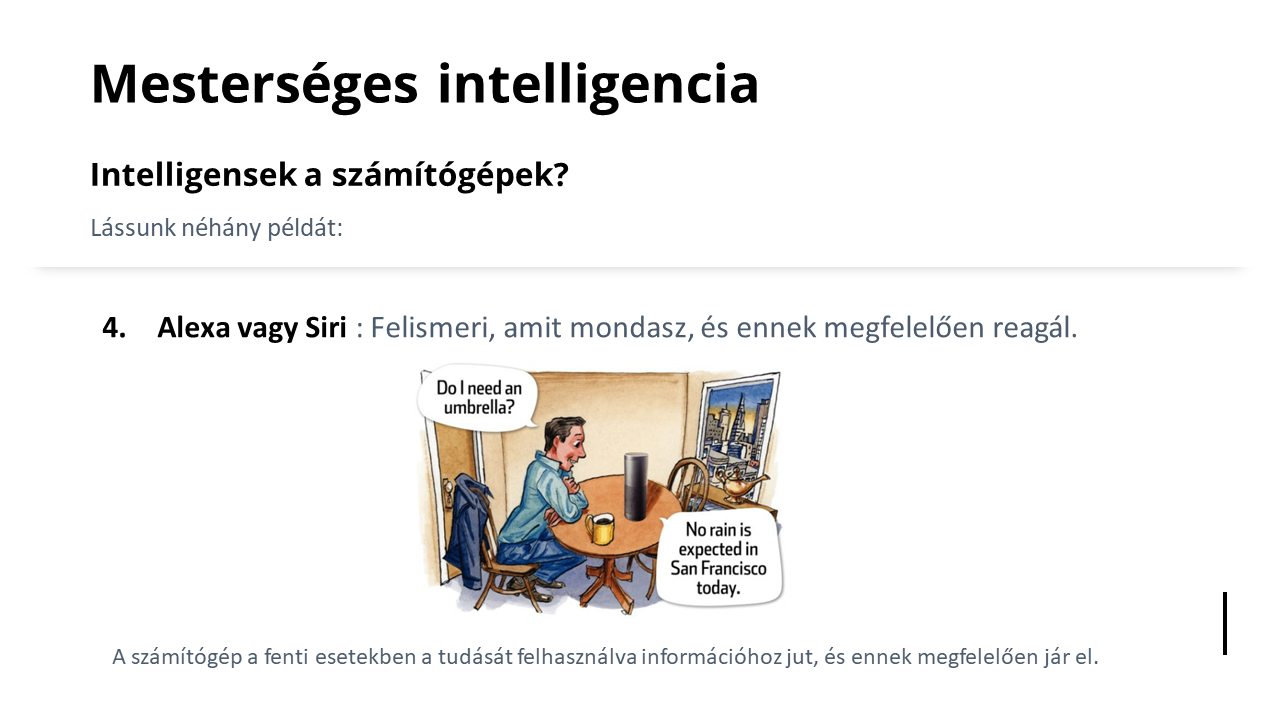 Mesterséges intelligencia
Intelligensek a számítógépek?
Lássunk néhány példát:
4. Alexa vagy Siri : Felismeri, amit mondasz, és ennek megfelelően reagál.
Do I need an
umbrella?
No rain is
expected in
San Francisco
today.
A számítógép a fenti esetekben a tudását felhasználva információhoz jut, és ennek megfelelően jár el.